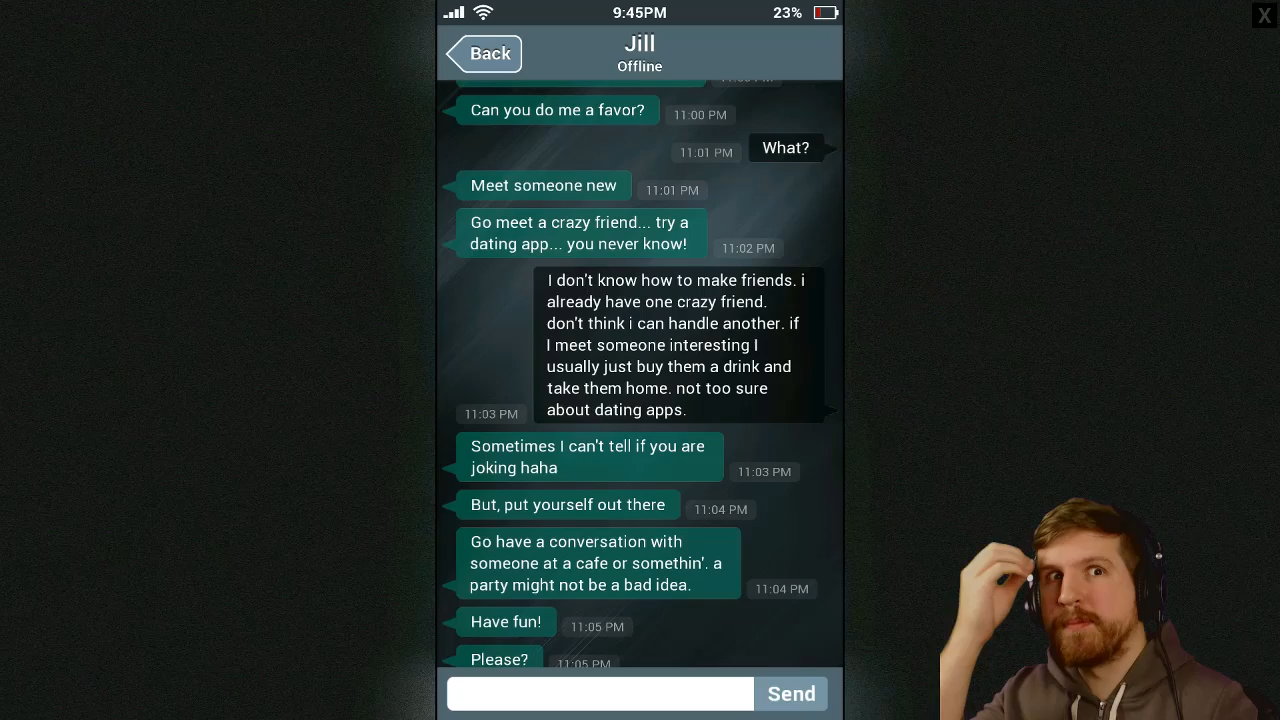 9:45PM
23%
X
Back
Jill
Offline
Can you do me a favor?
11:00 PM
What?
11:01 PM
Meet someone new
11:01 PM
Go meet a crazy friend... try a
dating app... you never know!
11:02 PM
I don't know how to make friends. i
already have one crazy friend.
don't think i can handle another. if
I meet someone interesting I
usually just buy them a drink and
take them home. not too sure
about dating apps.
11:03 PM
Sometimes I can't tell if you are
joking haha
11:03 PM
But, put yourself out there
11:04 PM
Go have a conversation with
someone at a cafe or somethin'. a
party might not be a bad idea.
11:04 PM
Have fun!
11:05 PM
Please?
11:05 PM
Send